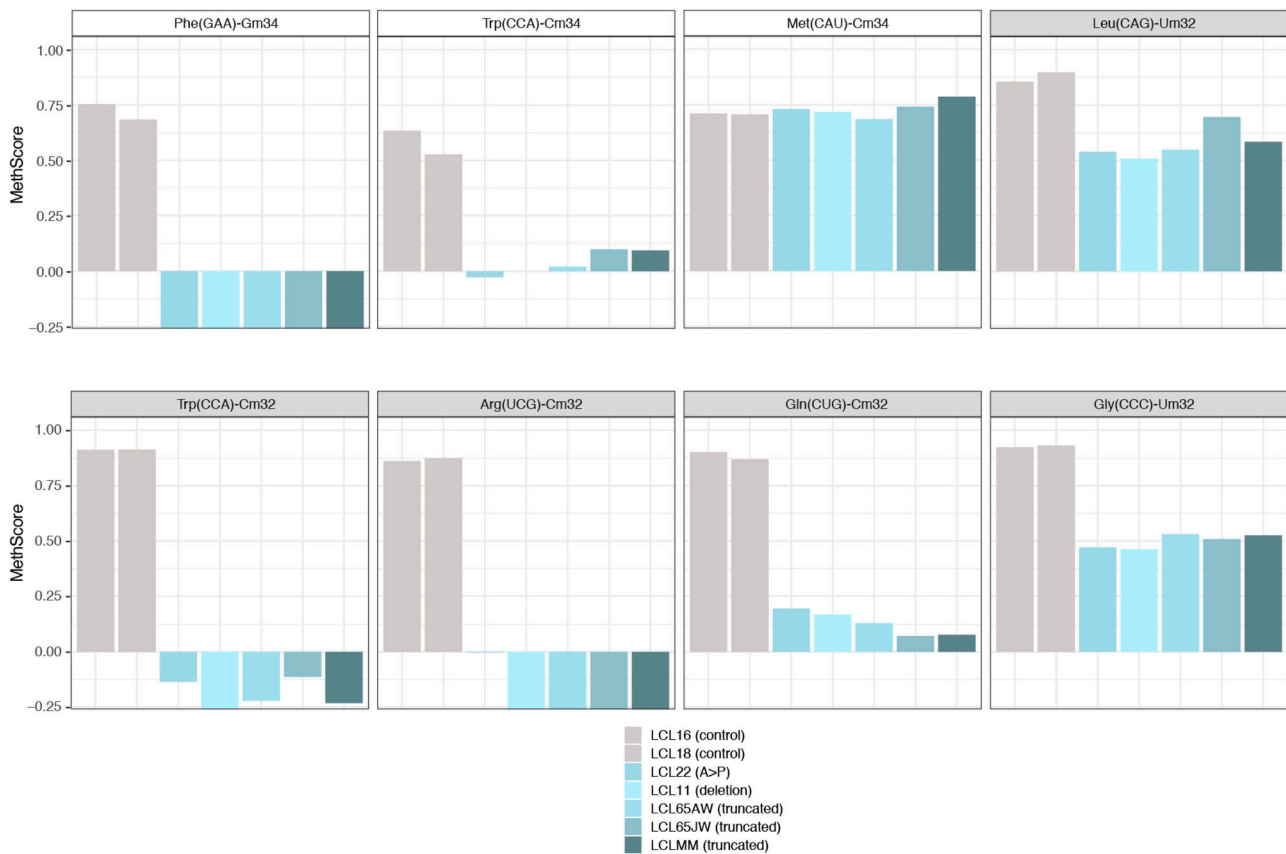 Phe(GAA)-Gm34 Trp(CCA)-Cm34 Met(CAU)-Cm34 Leu(CAG)-Um32
MethScore
1.00
0.75
0.50
0.25
0.00
−0.25
Trp(CCA)-Cm32 Arg(UCG)-Cm32 Gln(CUG)-Cm32 Gly(CCC)-Um32
MethScore
1.00
0.75
0.50
0.25
0.00
−0.25
LCL16 (control)
LCL18 (control)
LCL22 (A>P)
LCL11 (deletion)
LCL65AW (truncated)
LCL65JW (truncated)
LCLMM (truncated)